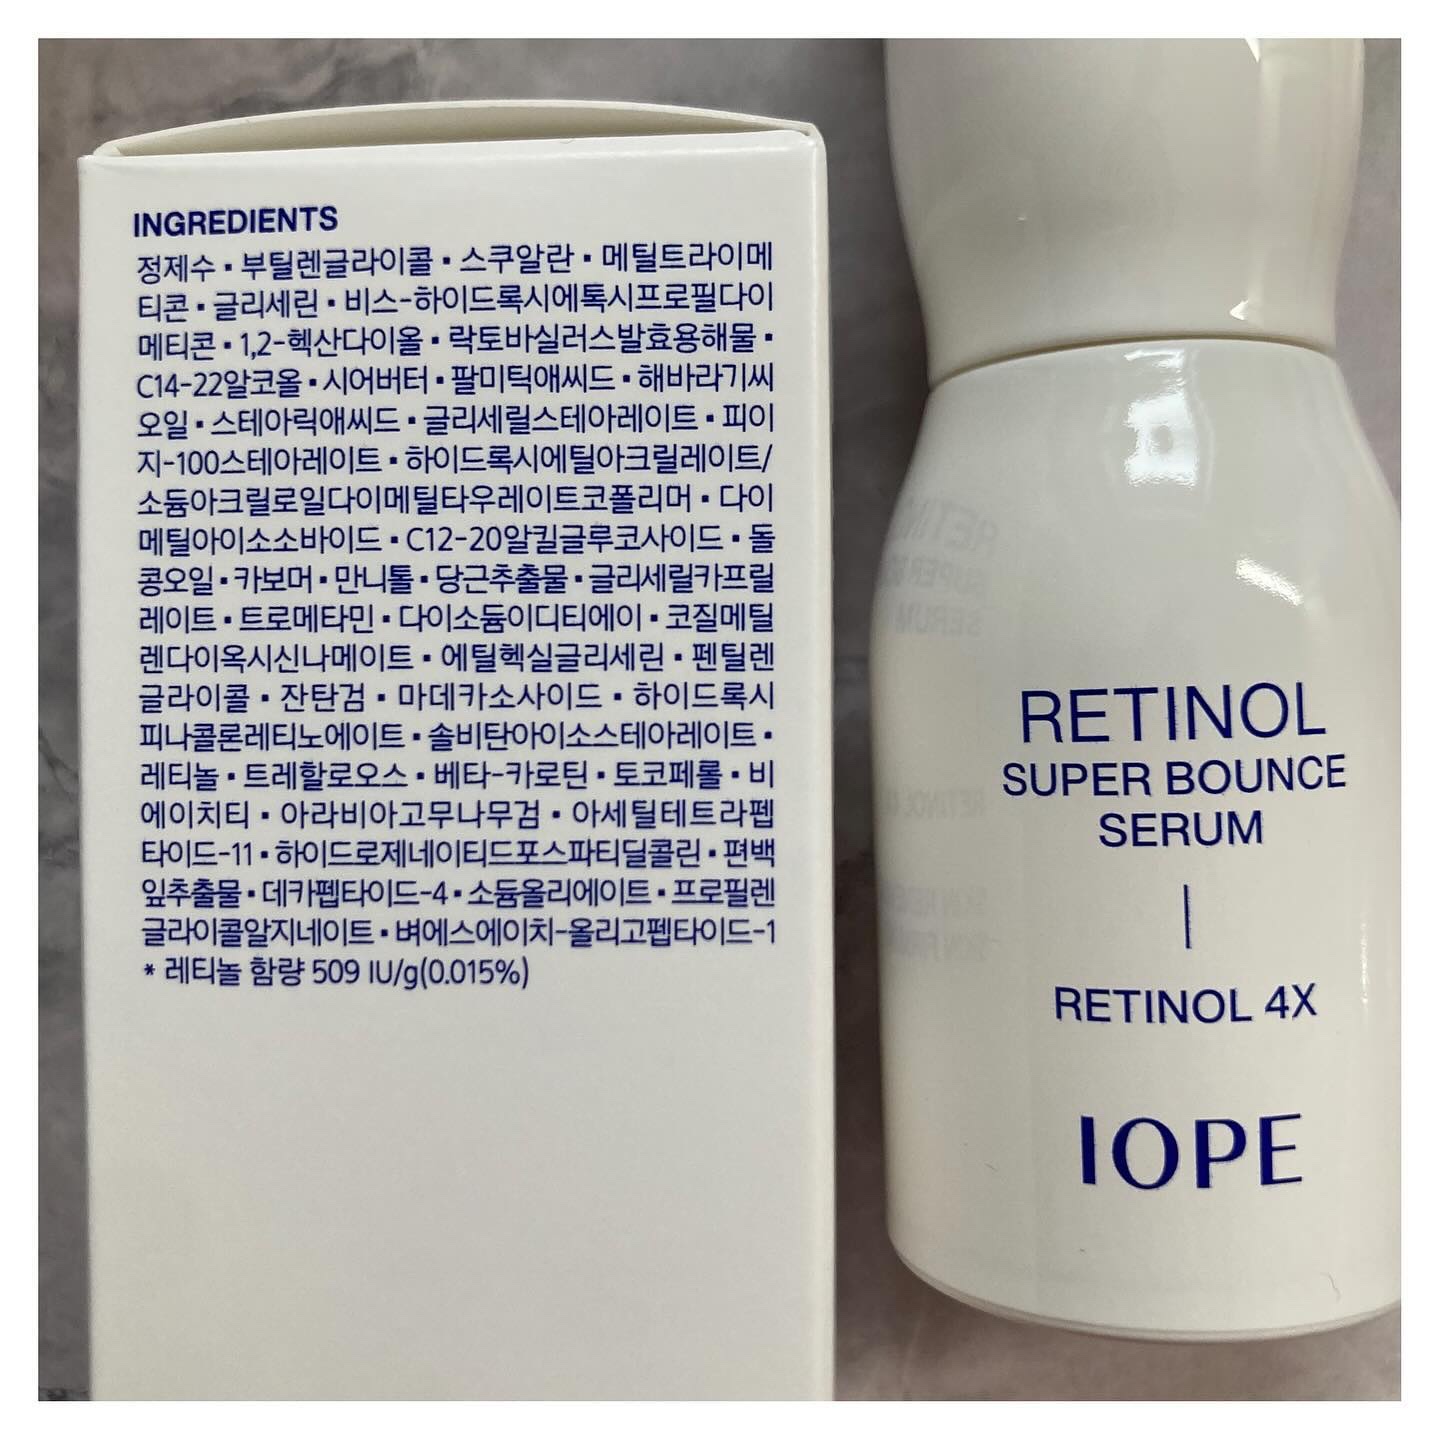 INGREDIENTS
정제수 • 부틸렌글라이콜 • 스쿠알란 • 메틸트라이메
티콘 • 글리세린 • 비스-하이드록시에톡시프로필다이
메티콘 • 1,2-헥산다이올 • 락토바실러스발효용해물 •
C14-22알코올 • 시어버터 • 팔미틱애씨드 • 해바라기씨
오일 • 스테아릭애씨드 • 글리세릴스테아레이트 • 피이
지-100스테아레이트 • 하이드록시에틸아크릴레이트/
소듐아크릴로일다이메틸타우레이트코폴리머 • 다이
메틸아이소소바이드 • C12-20알킬글루코사이드 • 돌
콩오일 • 카보머 • 만니톨 • 당근추출물 • 글리세릴카프릴
레이트 • 트로메타민 • 다이소듐이디티에이 • 코질메틸
렌다이옥시신나메이트 • 에틸헥실글리세린 • 펜틸렌
글라이콜 • 잔탄검 • 마데카소사이드 • 하이드록시
피나콜론레티노에이트 • 솔비탄아이소스테아레이트 •
레티놀 • 트레할로오스 • 베타-카로틴 • 토코페롤 • 비
에이치티 • 아라비아고무나무검 • 아세틸테트라펩
타이드-11 • 하이드로제네이티드포스파티딜콜린 • 편백
잎추출물 • 데카펩타이드-4 • 소듐올리에이트 • 프로필렌
글라이콜알지네이트 • 벼에스에이치-올리고펩타이드-1
* 레티놀 함량 509 IU/g(0.015%)
RETINOL
SUPER BOUNCE
SERUM
RETINOL 4X
IOPE